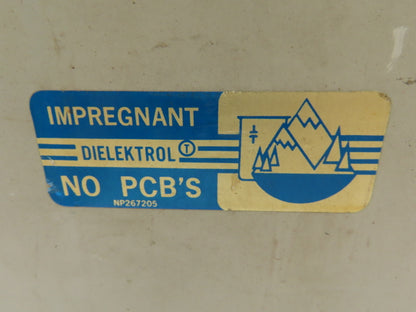 IMPREGNANT
DIELEKTROL Ⓣ
NO PCB'S
NP267205